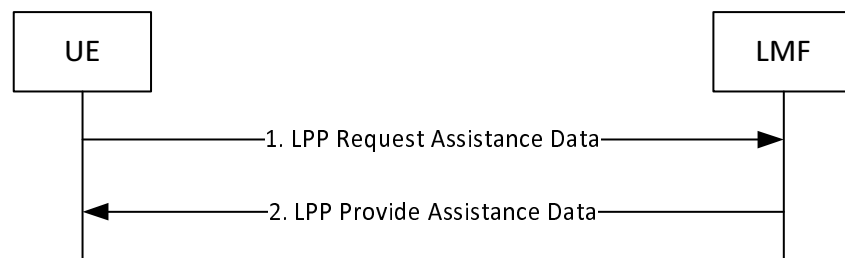 UE
LMF
1. LPP Request Assistance Data
2. LPP Provide Assistance Data